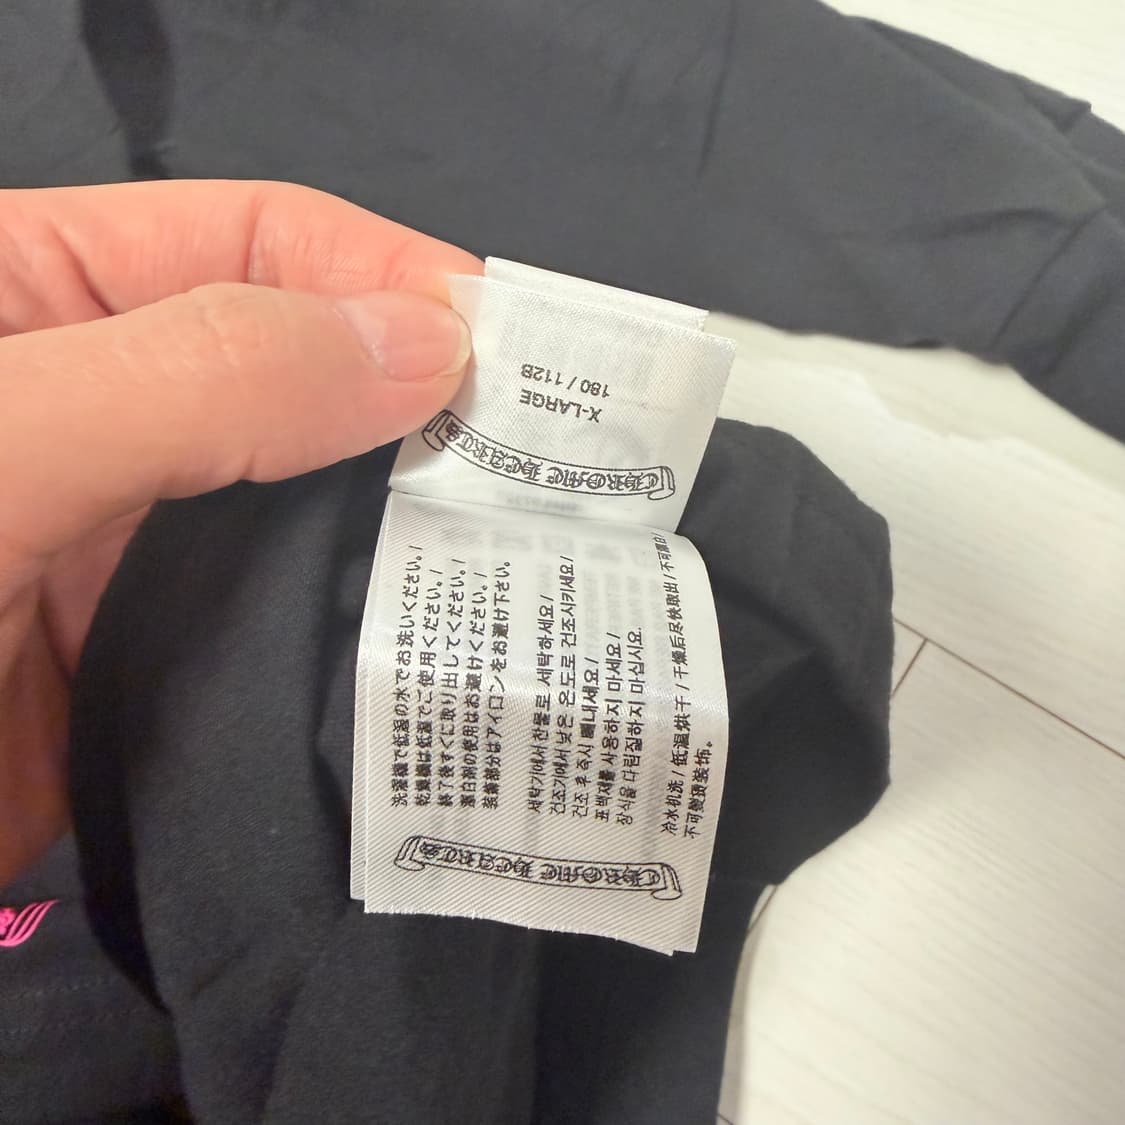 CHROME HEARTS
X-LARGE
180 / 112B
洗濯機で低温の水でお洗いください。/
乾燥機は低温でご使用ください。/
終了後すぐに取り出してください。/
漂白剤の使用はお避けください。/
装飾部分はアイロンをお避け下さい。
세탁기에서 찬물로 세탁하세요 /
건조기에서 낮은 온도로 건조시키세요 /
건조 후 즉시 꺼내세요 /
표백제를 사용하지 마세요 /
장식을 다림질하지 마십시요.
冷水机洗 / 低温烘干 / 干燥后尽快取出 / 不可漂白 /
不可熨烫装饰。
CHROME HEARTS